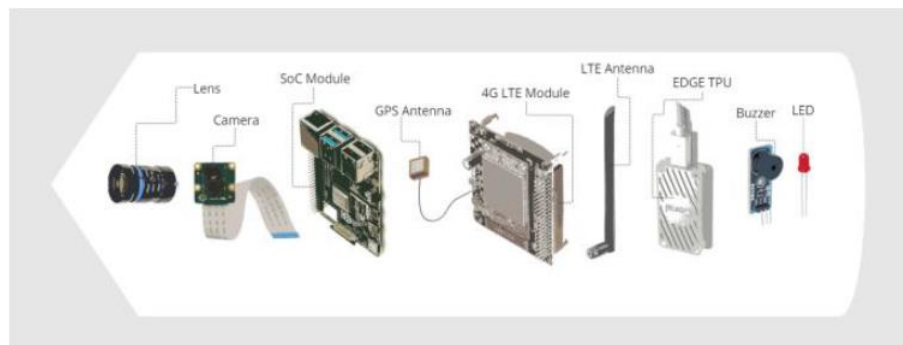 Lens
Camera
SoC Module
GPS Antenna
4G LTE Module
LTE Antenna
EDGE TPU
Buzzer
LED